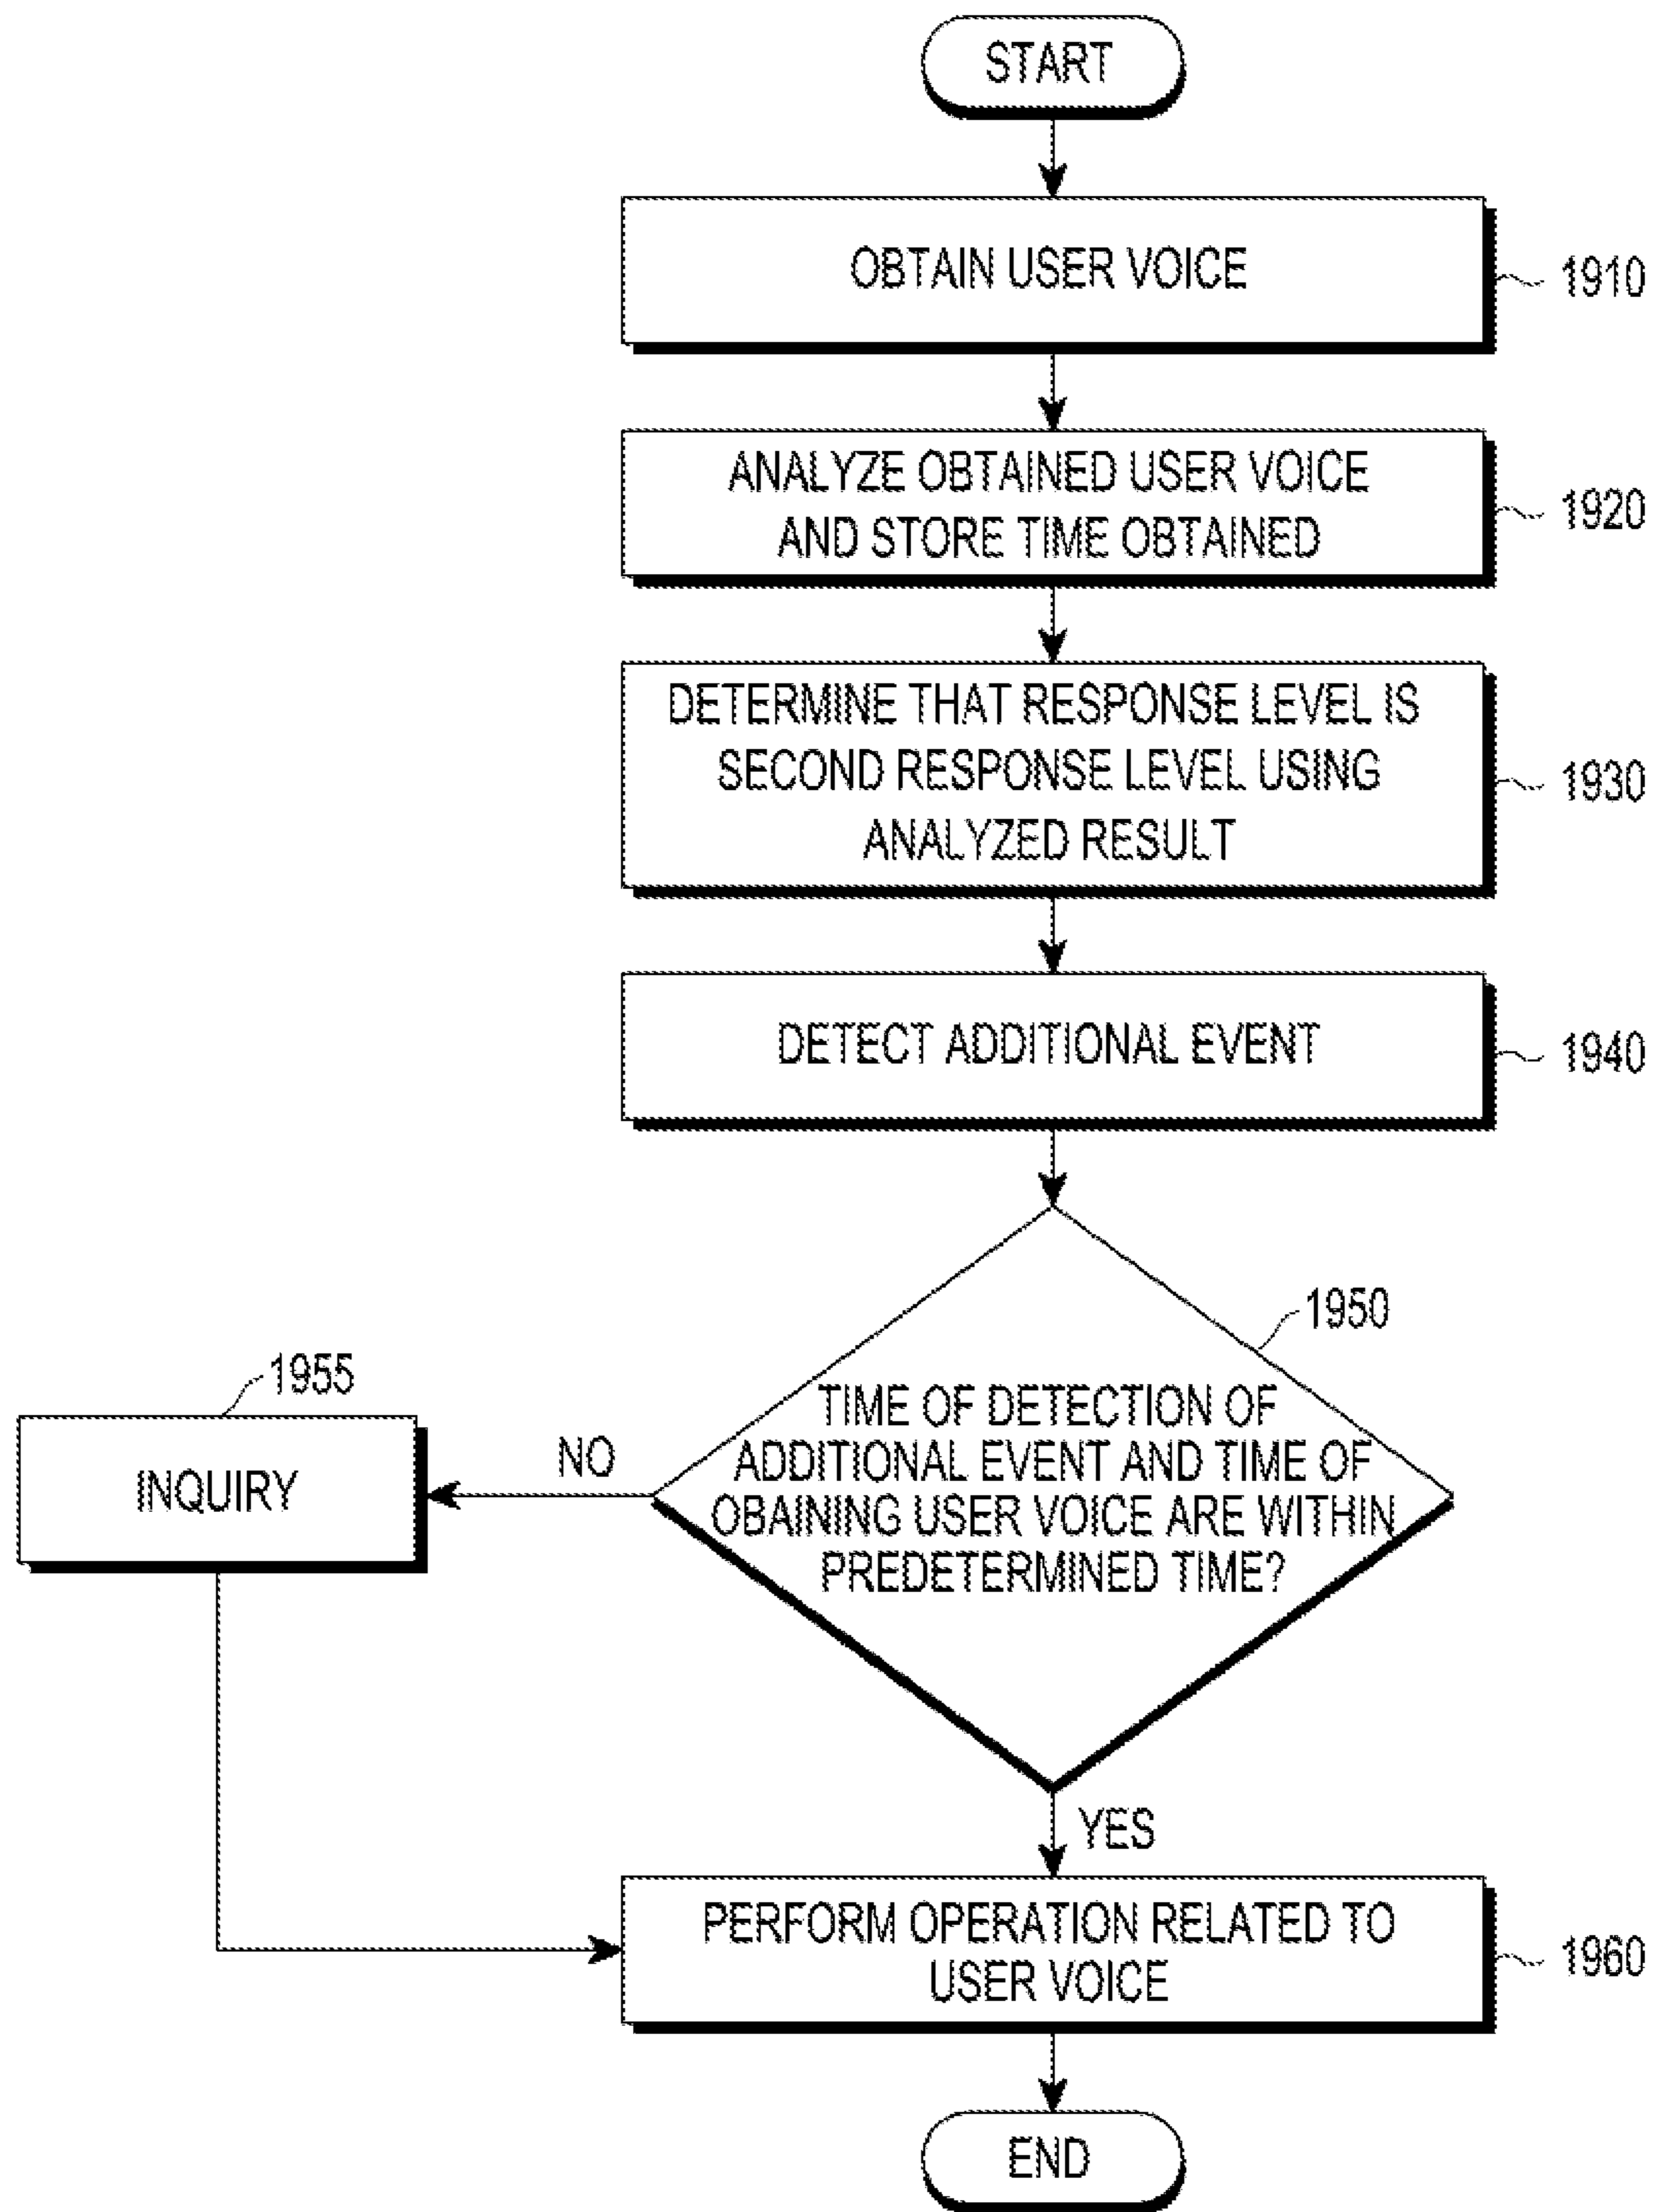 START
OBTAIN USER VOICE
1910
ANALYZE OBTAINED USER VOICE
AND STORE TIME OBTAINED
1920
DETERMINE THAT RESPONSE LEVEL IS
SECOND RESPONSE LEVEL USING
ANALYZED RESULT
1930
DETECT ADDITIONAL EVENT
1940
1950
TIME OF DETECTION OF
ADDITIONAL EVENT AND TIME OF
OBAINING USER VOICE ARE WITHIN
PREDETERMINED TIME?
NO
1955
INQUIRY
YES
PERFORM OPERATION RELATED TO
USER VOICE
1960
END